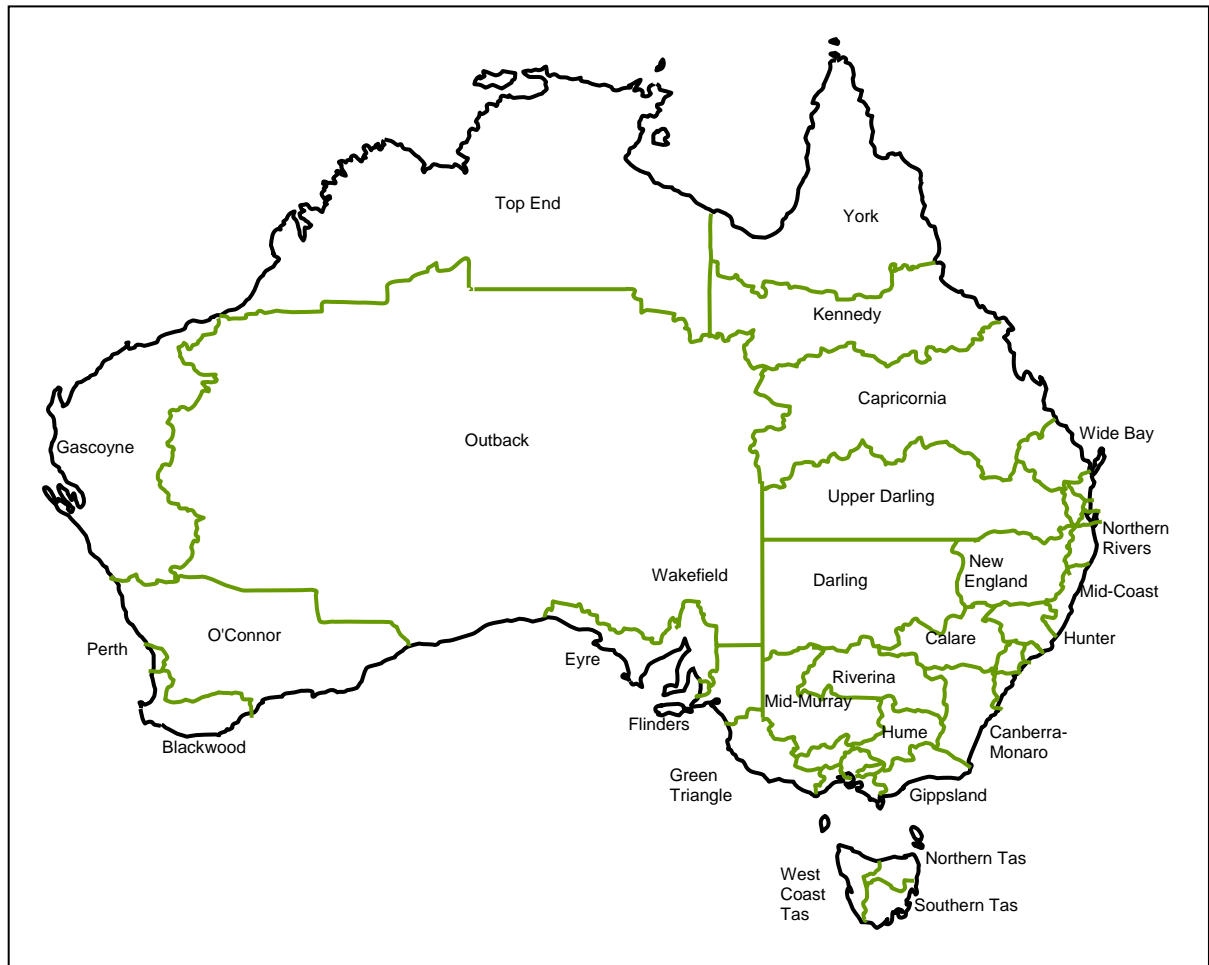 Top End
York
Kennedy
Capricornia
Wide Bay
Gascoyne
Outback
Upper Darling
Northern
Rivers
New
England
Wakefield
Darling
Mid-Coast
O'Connor
Perth
Calare
Hunter
Eyre
Riverina
Mid-Murray
Flinders
Hume
Canberra-
Monaro
Blackwood
Green
Triangle
Gippsland
Northern Tas
West
Coast
Tas
Southern Tas